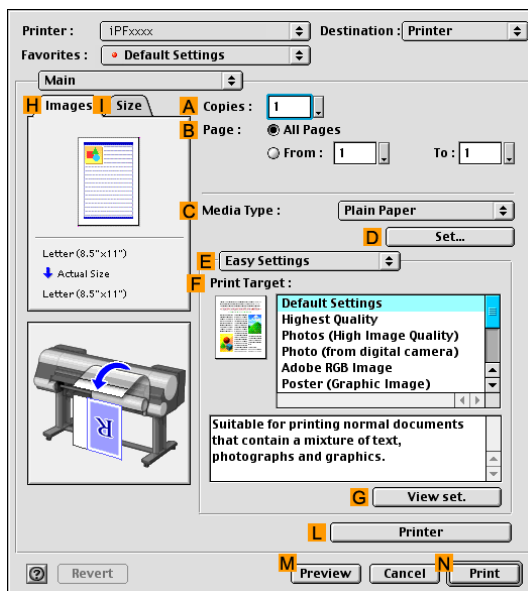 Printer : iPFxxxx Destination : Printer
Favorites : Default Settings
Main
H Images I Size
A Copies : 1
B Page : All Pages
From : 1 To : 1
C Media Type : Plain Paper
D Set...
Letter (8.5"x11")
Actual Size
Letter (8.5"x11")
E Easy Settings
F Print Target :
Default Settings
Highest Quality
Photos (High Image Quality)
Photo (from digital camera)
Adobe RGB Image
Poster (Graphic Image)
R
Suitable for printing normal documents
that contain a mixture of text,
photographs and graphics.
G View set.
L Printer
? Revert M Preview Cancel N Print